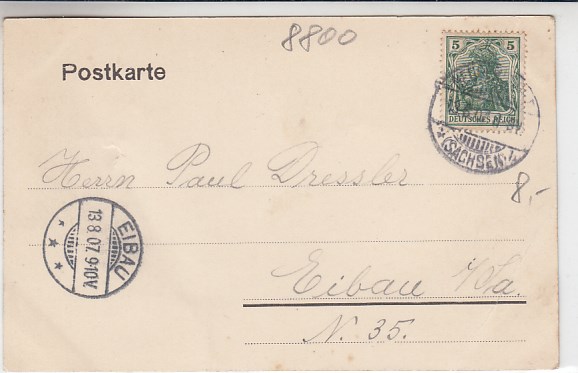 8800
Postkarte
5 5
DEUTSCHES REICH
(SACHSEN)
Herrn Paul Dressler
8,-
EIBAU
13.8.07.9-10V.
Eibau i/Sa.
N. 35.